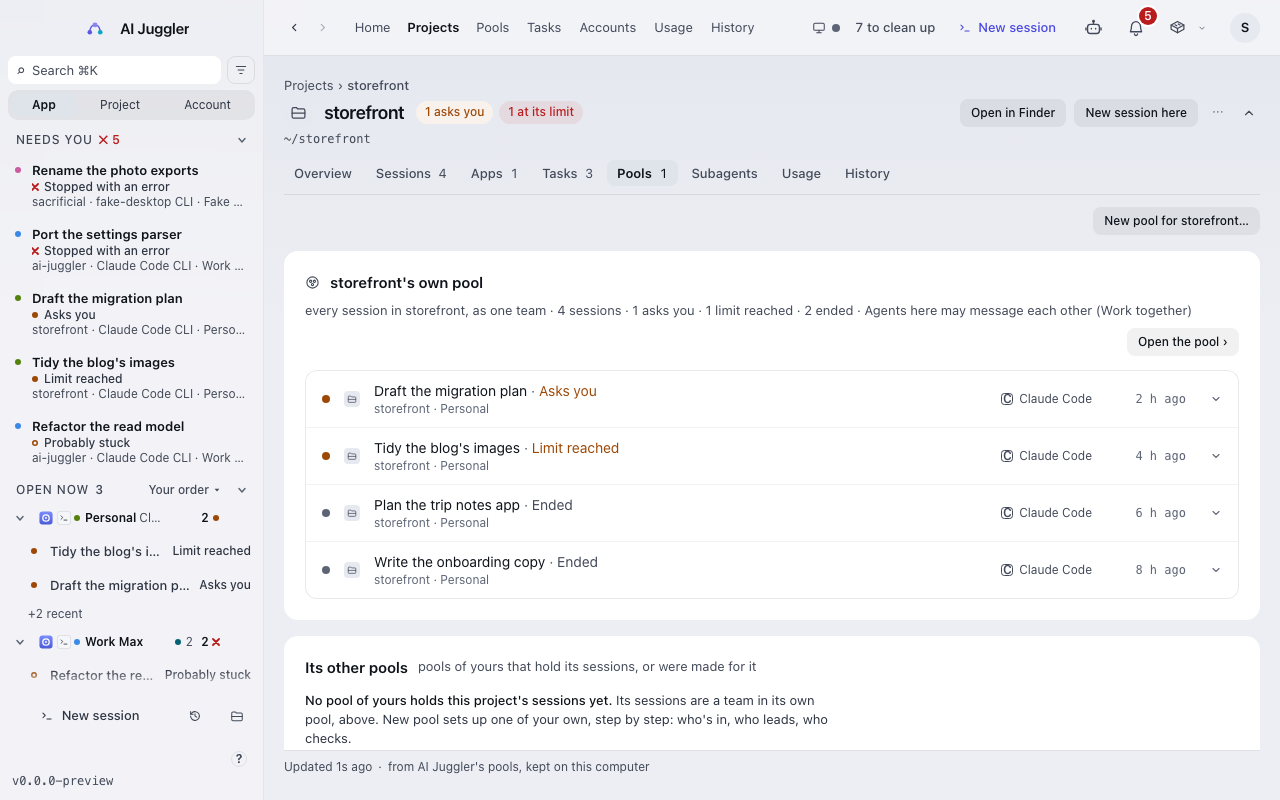 AI Juggler
Search ⌘K
App Project Account
NEEDS YOU 5
Rename the photo exports
Stopped with an error
sacrificial · fake-desktop CLI · Fake ...
Port the settings parser
Stopped with an error
ai-juggler · Claude Code CLI · Work ...
Draft the migration plan
Asks you
storefront · Claude Code CLI · Perso...
Tidy the blog's images
Limit reached
storefront · Claude Code CLI · Perso...
Refactor the read model
Probably stuck
ai-juggler · Claude Code CLI · Work ...
OPEN NOW 3 Your order
Personal Cl... 2
Tidy the blog's i... Limit reached
Draft the migration p... Asks you
+2 recent
Work Max 2 2
Refactor the re... Probably stuck
New session
?
v0.0.0-preview
Home Projects Pools Tasks Accounts Usage History 7 to clean up New session 5 S
Projects › storefront
storefront 1 asks you 1 at its limit Open in Finder New session here ...
~/storefront
Overview Sessions 4 Apps 1 Tasks 3 Pools 1 Subagents Usage History
New pool for storefront...
storefront's own pool
every session in storefront, as one team · 4 sessions · 1 asks you · 1 limit reached · 2 ended · Agents here may message each other (Work together)
Open the pool ›
Draft the migration plan · Asks you
storefront · Personal
Claude Code 2 h ago
Tidy the blog's images · Limit reached
storefront · Personal
Claude Code 4 h ago
Plan the trip notes app · Ended
storefront · Personal
Claude Code 6 h ago
Write the onboarding copy · Ended
storefront · Personal
Claude Code 8 h ago
Its other pools pools of yours that hold its sessions, or were made for it
No pool of yours holds this project's sessions yet. Its sessions are a team in its own
pool, above. New pool sets up one of your own, step by step: who's in, who leads, who
checks.
Updated 1s ago · from AI Juggler's pools, kept on this computer